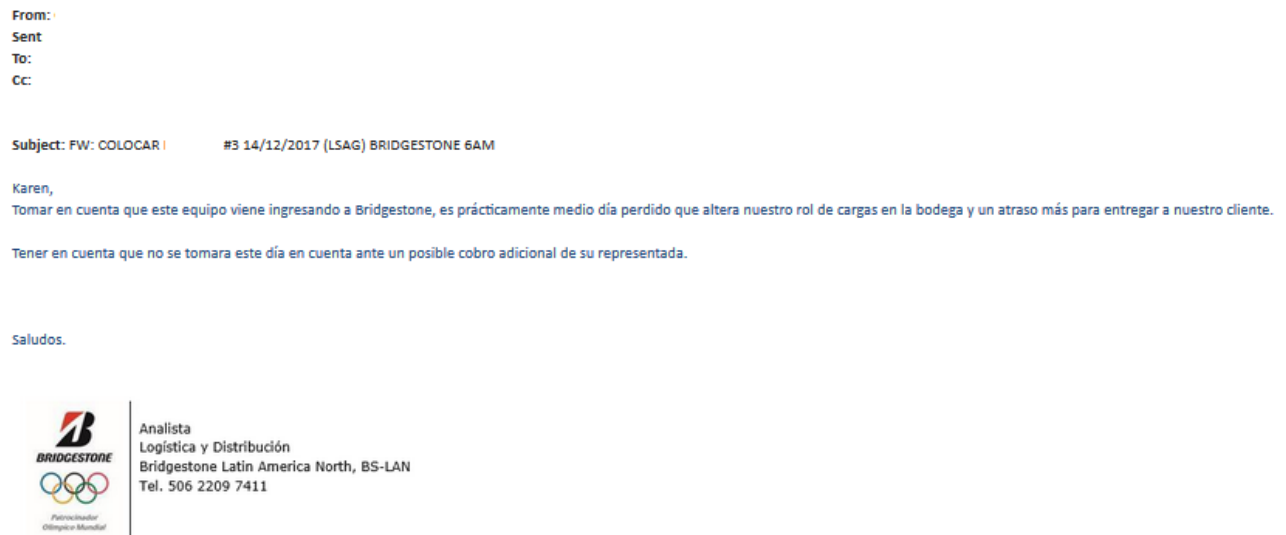 From:
Sent
To:
Cc:
Subject: FW: COLOCAR #3 14/12/2017 (LSAG) BRIDGESTONE 6AM
Karen,
Tomar en cuenta que este equipo viene ingresando a Bridgestone, es prácticamente medio día perdido que altera nuestro rol de cargas en la bodega y un atraso más para entregar a nuestro cliente.
Tener en cuenta que no se tomara este día en cuenta ante un posible cobro adicional de su representada.
Saludos.
BRIDGESTONE
Patrocinador
Olímpico Mundial
Analista
Logística y Distribución
Bridgestone Latin America North, BS-LAN
Tel. 506 2209 7411